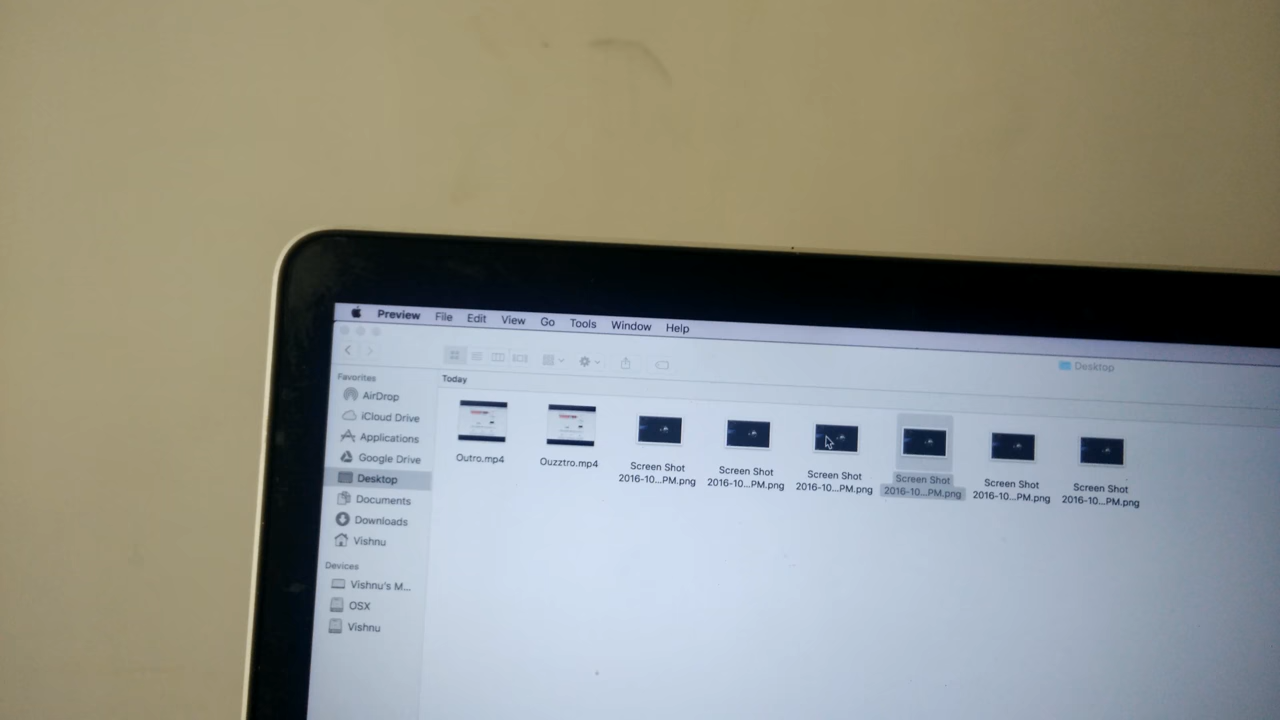 Preview File Edit View Go Tools Window Help
Desktop
Favorites
AirDrop
iCloud Drive
Applications
Google Drive
Desktop
Documents
Downloads
Vishnu
Devices
Vishnu's M...
OSX
Vishnu
Today
Outro.mp4
Ouzztro.mp4
Screen Shot
2016-10...PM.png
Screen Shot
2016-10...PM.png
Screen Shot
2016-10...PM.png
Screen Shot
2016-10...PM.png
Screen Shot
2016-10...PM.png
Screen Shot
2016-10...PM.png